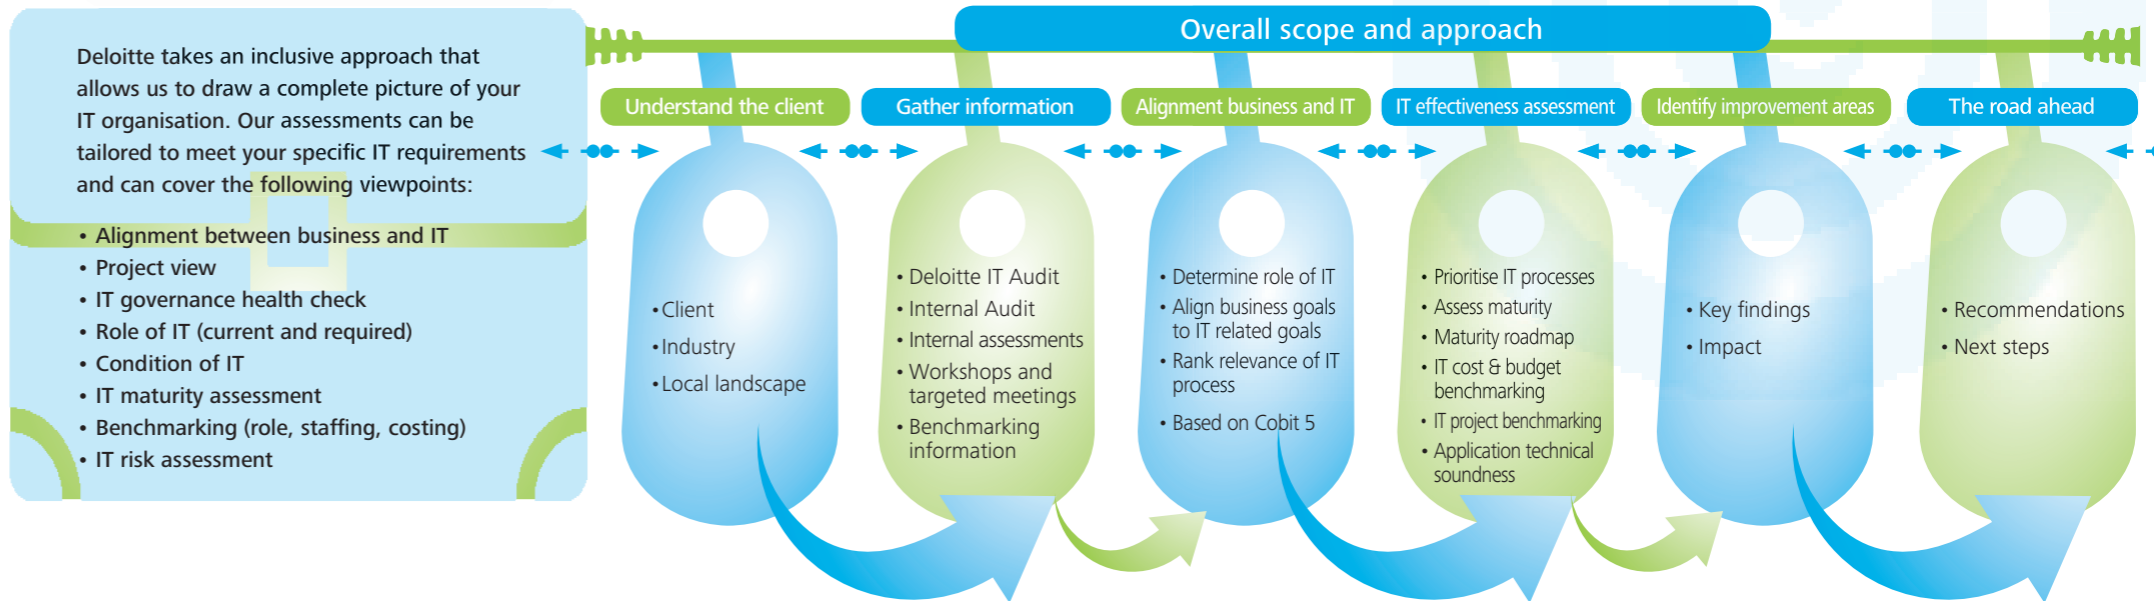 Deloitte takes an inclusive approach that
allows us to draw a complete picture of your
IT organisation. Our assessments can be
tailored to meet your specific IT requirements
and can cover the following viewpoints:
• Alignment between business and IT
• Project view
• IT governance health check
• Role of IT (current and required)
• Condition of IT
• IT maturity assessment
• Benchmarking (role, staffing, costing)
• IT risk assessment
Overall scope and approach
Understand the client
• Client
• Industry
• Local landscape
Gather information
• Deloitte IT Audit
• Internal Audit
• Internal assessments
• Workshops and
targeted meetings
• Benchmarking
information
Alignment business and IT
• Determine role of IT
• Align business goals
to IT related goals
• Rank relevance of IT
process
• Based on Cobit 5
IT effectiveness assessment
• Prioritise IT processes
• Assess maturity
• Maturity roadmap
• IT cost & budget
benchmarking
• IT project benchmarking
• Application technical
soundness
Identify improvement areas
• Key findings
• Impact
The road ahead
• Recommendations
• Next steps